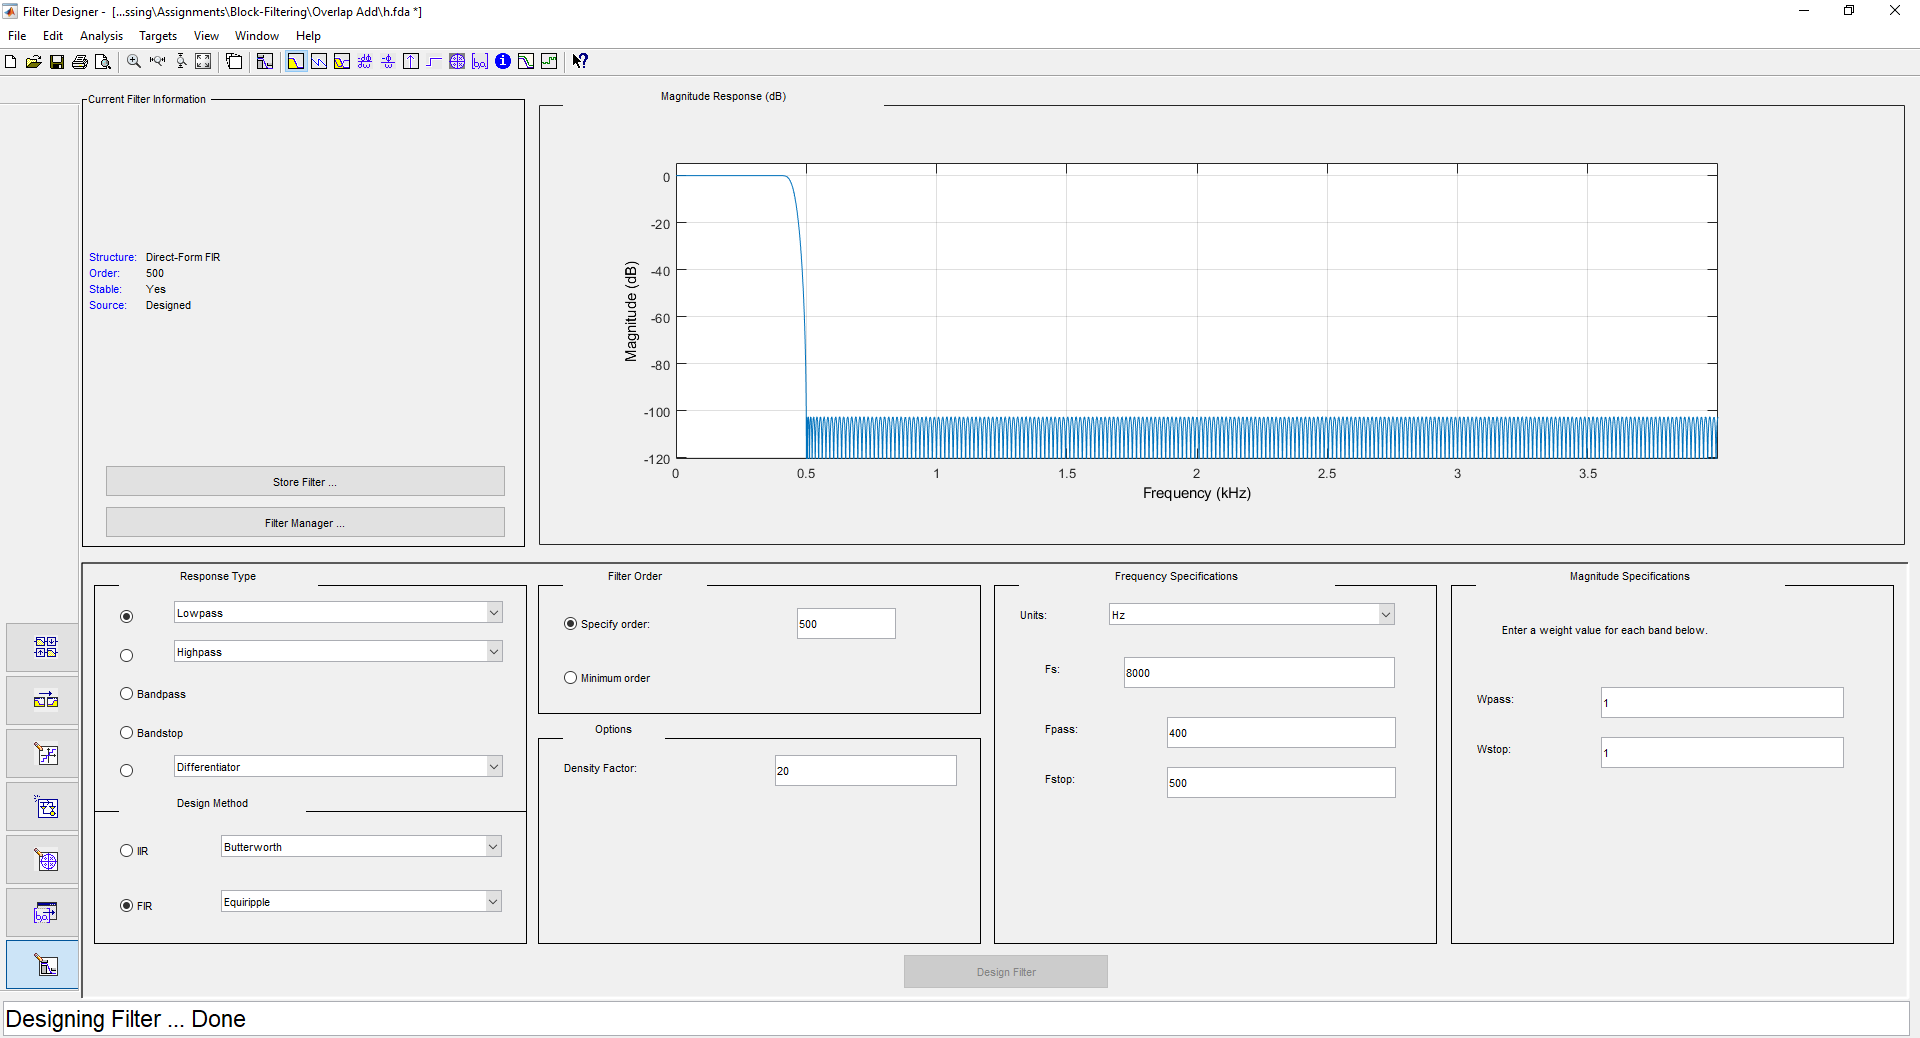 Filter Designer - [...ssing\Assignments\Block-Filtering\Overlap Add\h.fda *]
File Edit Analysis Targets View Window Help
Current Filter Information
Structure: Direct-Form FIR
Order: 500
Stable: Yes
Source: Designed
Store Filter ...
Filter Manager ...
Magnitude Response (dB)
0
-20
-40
-60
-80
-100
-120
Magnitude (dB)
0 0.5 1 1.5 2 2.5 3 3.5
Frequency (kHz)
Response Type
Lowpass
Highpass
Bandpass
Bandstop
Differentiator
Design Method
IIR Butterworth
FIR Equiripple
Filter Order
Specify order: 500
Minimum order
Options
Density Factor: 20
Frequency Specifications
Units: Hz
Fs: 8000
Fpass: 400
Fstop: 500
Magnitude Specifications
Enter a weight value for each band below.
Wpass: 1
Wstop: 1
Design Filter
Designing Filter ... Done